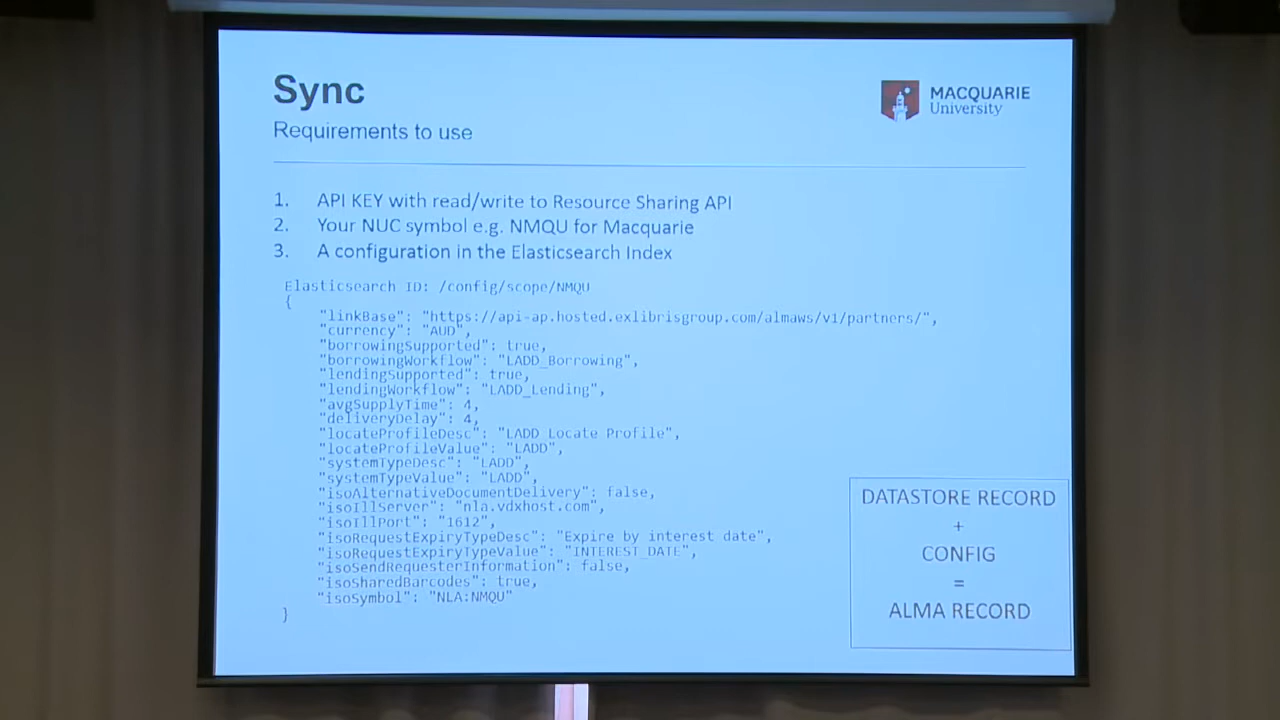 Sync
Requirements to use
MACQUARIE
University
1. API KEY with read/write to Resource Sharing API
2. Your NUC symbol e.g. NMQU for Macquarie
3. A configuration in the Elasticsearch Index
Elasticsearch ID: /config/scope/NMQU
{
"linkBase": "https://api-ap.hosted.exlibrisgroup.com/almaws/v1/partners/",
"currency": "AUD",
"borrowingSupported": true,
"borrowingWorkflow": "LADD_Borrowing",
"lendingSupported": true,
"lendingWorkflow": "LADD_Lending",
"avgSupplyTime": 4,
"deliveryDelay": 4,
"locateProfileDesc": "LADD Locate Profile",
"locateProfileValue": "LADD",
"systemTypeDesc": "LADD",
"systemTypeValue": "LADD",
"isoAlternativeDocumentDelivery": false,
"isoIllServer": "nla.vdxhost.com",
"isoIllPort": "1612",
"isoRequestExpiryTypeDesc": "Expire by interest date",
"isoRequestExpiryTypeValue": "INTEREST_DATE",
"isoSendRequesterInformation": false,
"isoSharedBarcodes": true,
"isoSymbol": "NLA:NMQU"
}
DATASTORE RECORD
+
CONFIG
=
ALMA RECORD